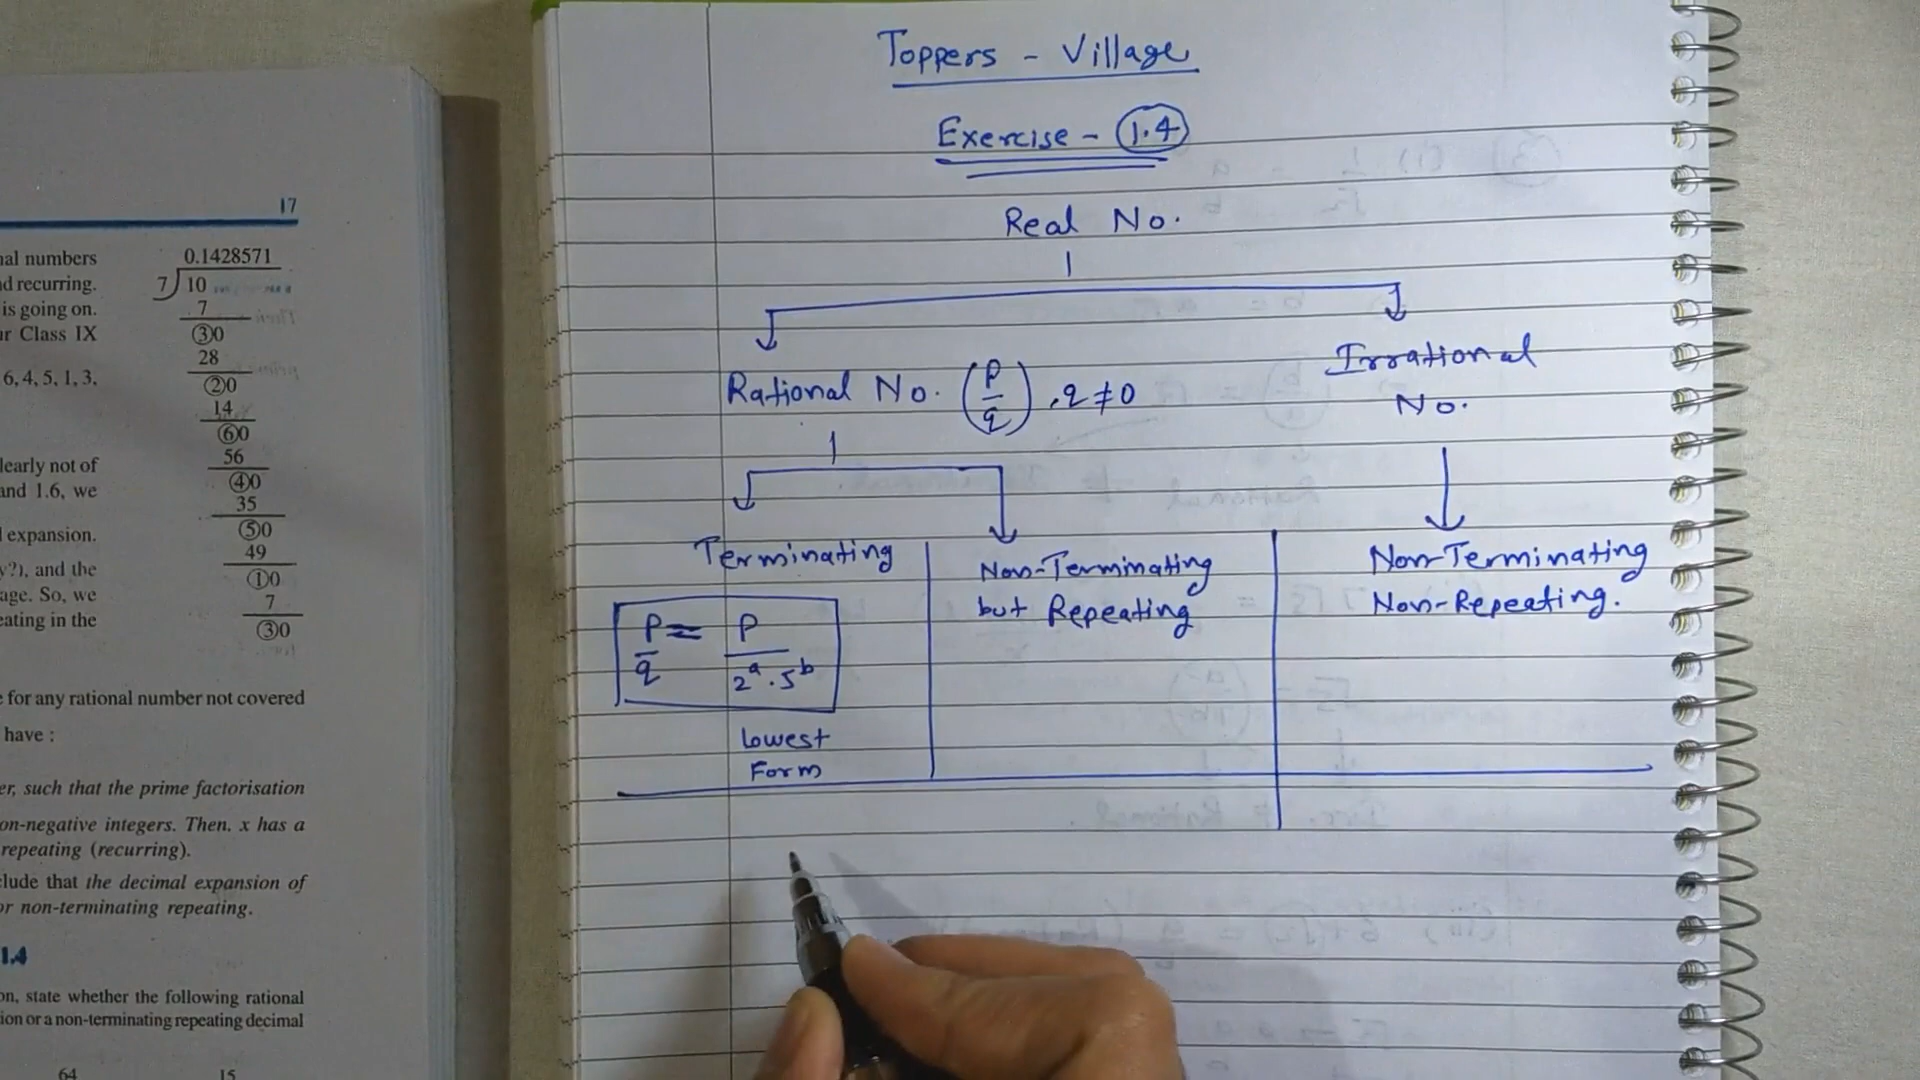 17
nal numbers
d recurring.
is going on.
r Class IX
6, 4, 5, 1, 3,
0.1428571
7 10
7
30
28
20
14
60
56
40
35
50
49
10
7
30
learly not of
and 1.6, we
expansion.
y?), and the
age. So, we
eating in the
for any rational number not covered
have :
er, such that the prime factorisation
on-negative integers. Then. x has a
repeating (recurring).
clude that the decimal expansion of
or non-terminating repeating.
1.4
on, state whether the following rational
ion or a non-terminating repeating decimal
64 15
Toppers - Village
Exercise - 1.4
Real No.
Rational No. (p/q), q ≠ 0
Irrational
No.
Terminating
Non-Terminating
but Repeating
Non-Terminating
Non-Repeating.
p/q = p/2^a . 5^b
Lowest
Form